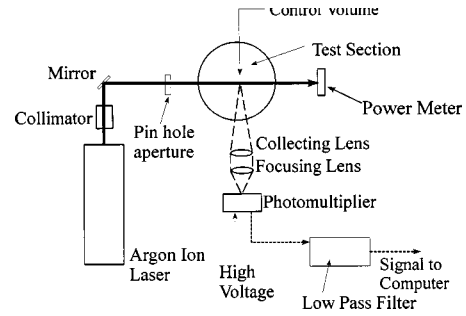 Control Volume
Test Section
Mirror
Power Meter
Collimator
Pin hole
aperture
Collecting Lens
Focusing Lens
Photomultiplier
Argon Ion
Laser
High
Voltage
Signal to
Computer
Low Pass Filter